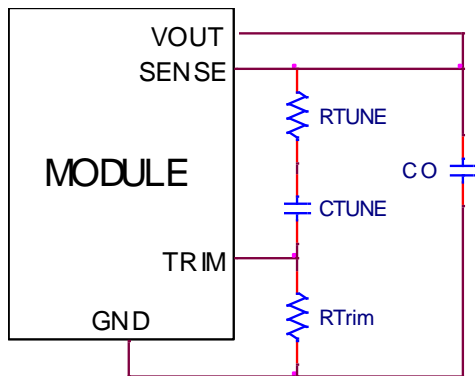 VOUT
SENSE
RTUNE
MODULE
CO
CTUNE
TRIM
RTrim
GND